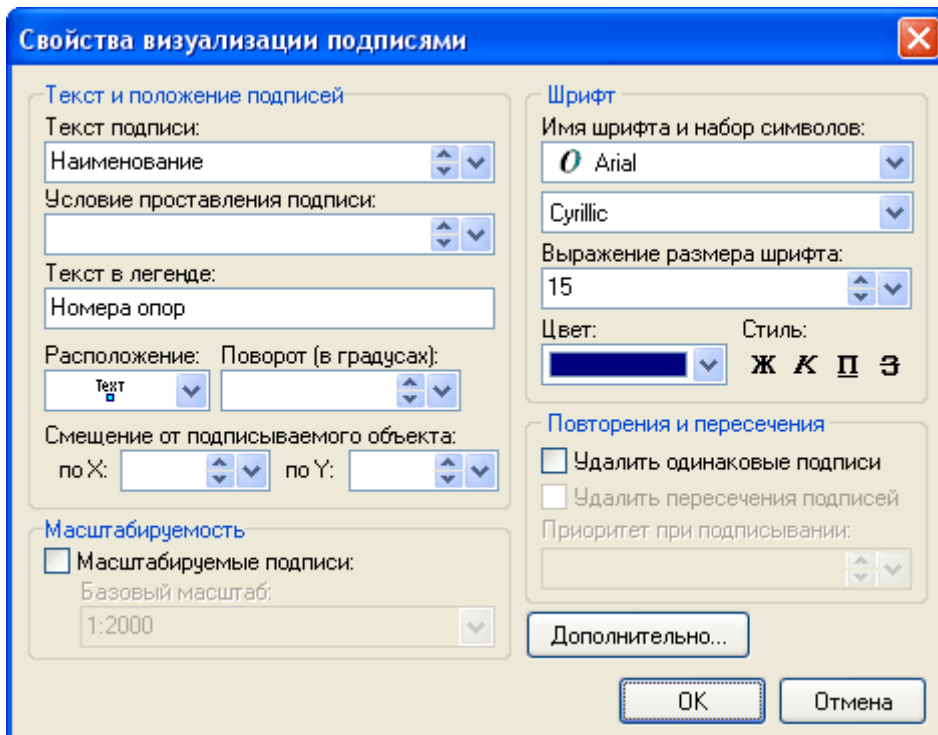 Свойства визуализации подписями
Текст и положение подписей
Текст подписи:
Наименование
Условие проставления подписи:
Текст в легенде:
Номера опор
Расположение: Поворот (в градусах):
Текст
Смещение от подписываемого объекта:
по X: по Y:
Масштабируемость
Масштабируемые подписи:
Базовый масштаб:
1:2000
Шрифт
Имя шрифта и набор символов:
O Arial
Cyrillic
Выражение размера шрифта:
15
Цвет: Стиль:
Ж К П З
Повторения и пересечения
Удалить одинаковые подписи
Удалить пересечения подписей
Приоритет при подписывании:
Дополнительно...
OK Отмена